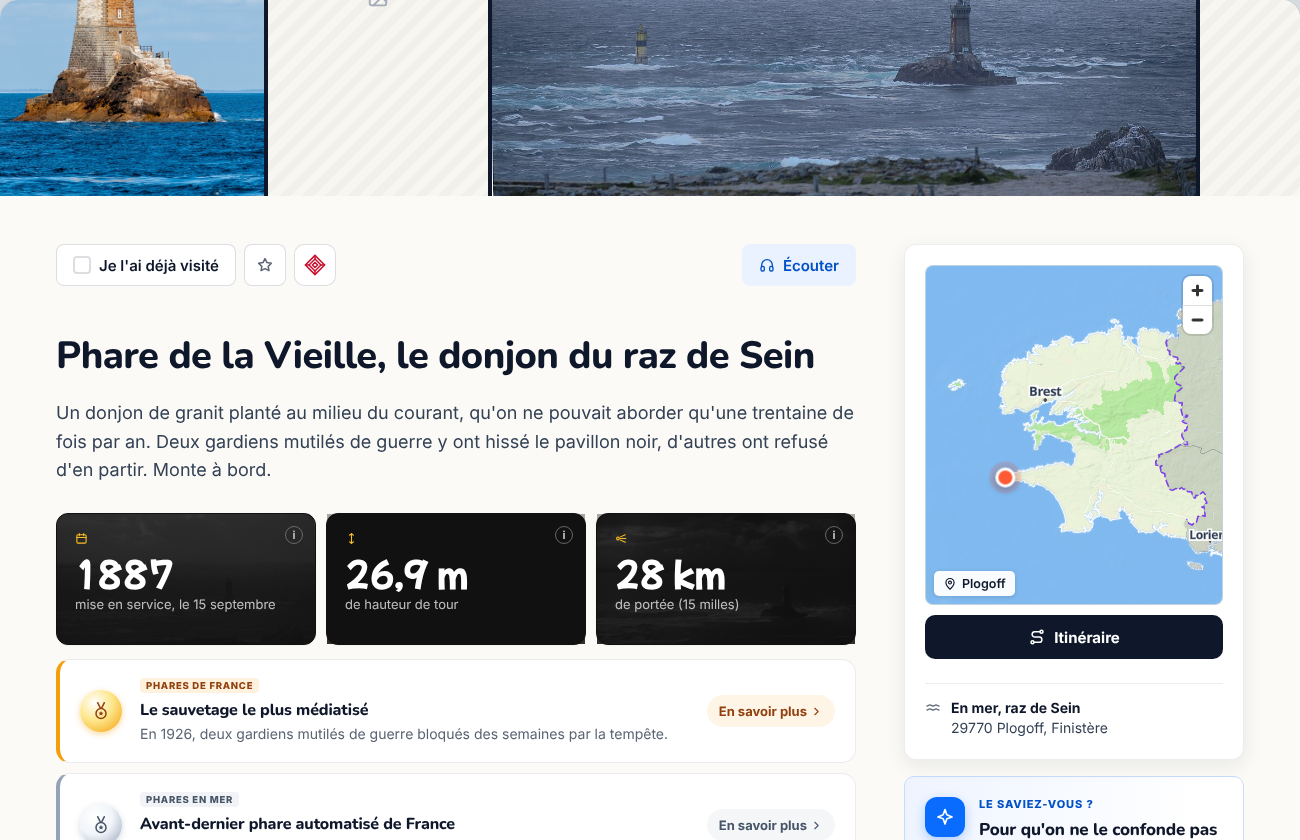 Je l'ai déjà visité
Écouter
Phare de la Vieille, le donjon du raz de Sein
Un donjon de granit planté au milieu du courant, qu'on ne pouvait aborder qu'une trentaine de
fois par an. Deux gardiens mutilés de guerre y ont hissé le pavillon noir, d'autres ont refusé
d'en partir. Monte à bord.
i
1887
mise en service, le 15 septembre
i
26,9 m
de hauteur de tour
i
28 km
de portée (15 milles)
PHARES DE FRANCE
Le sauvetage le plus médiatisé
En 1926, deux gardiens mutilés de guerre bloqués des semaines par la tempête.
En savoir plus
PHARES EN MER
Avant-dernier phare automatisé de France
En savoir plus
+
−
Brest
Lorien
Plogoff
Itinéraire
En mer, raz de Sein
29770 Plogoff, Finistère
LE SAVIEZ-VOUS ?
Pour qu'on ne le confonde pas